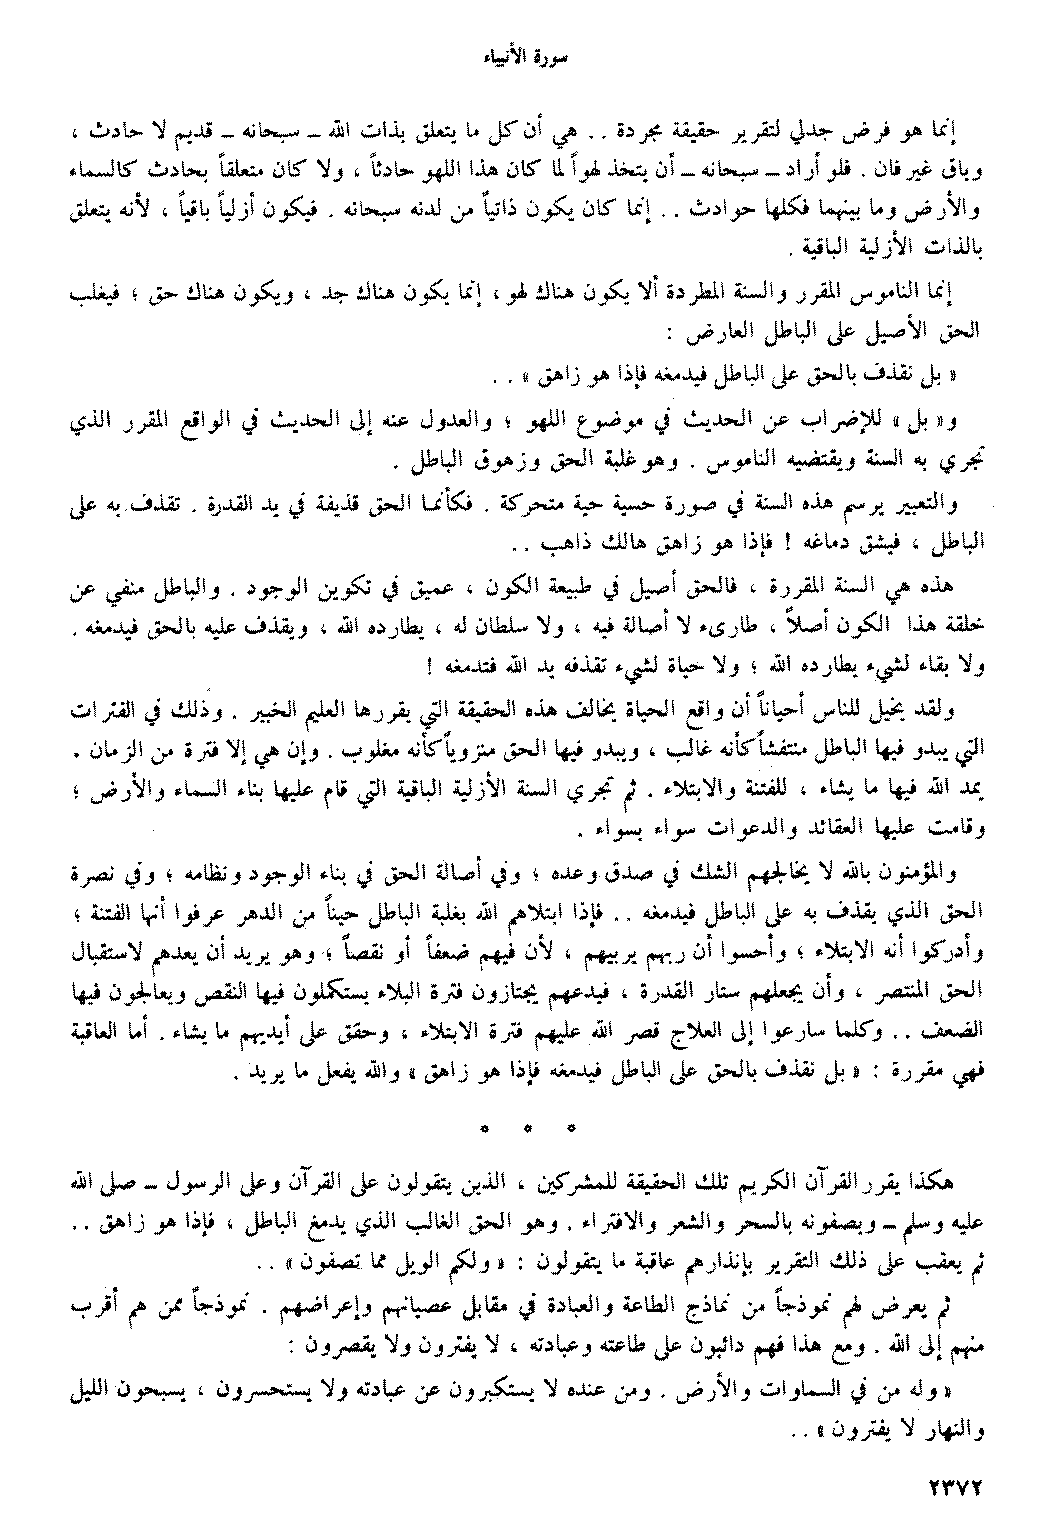 سورة الأنبياء
إنما هو فرض جدلي لتقرير حقيقة مجردة .. هي أن كل ما يتعلق بذات الله ــ سبحانه ــ قديم لا حادث ،
وباق غير فان . فلو أراد ــ سبحانه ــ أن يتخذ لهواً لما كان هذا اللهو حادثاً ، ولا كان متعلقاً بحادث كالسماء
والأرض وما بينهما فكلها حوادث .. إنما كان يكون ذاتياً من لدنه سبحانه . فيكون أزلياً باقياً ، لأنه يتعلق
بالذات الأزلية الباقية .
إنما الناموس المقرر والسنة المطردة ألا يكون هناك لهو ، إنما يكون هناك جد ، ويكون هناك حق ؛ فيغلب
الحق الأصيل على الباطل العارض :
« بل نقذف بالحق على الباطل فيدمغه فإذا هو زاهق » ..
و« بل » للإضراب عن الحديث في موضوع اللهو ؛ والعدول عنه إلى الحديث في الواقع المقرر الذي
تجري به السنة ويقتضيه الناموس . وهو غلبة الحق وزهوق الباطل .
والتعبير يرسم هذه السنة في صورة حسية حية متحركة . فكأنما الحق قذيفة في يد القدرة . تقذف به على
الباطل ، فيشق دماغه ! فإذا هو زاهق هالك ذاهب ..
هذه هي السنة المقررة ، فالحق أصيل في طبيعة الكون ، عميق في تكوين الوجود . والباطل منفي عن
خلقة هذا الكون أصلاً ، طارىء لا أصالة فيه ، ولا سلطان له ، يطارده الله ، ويقذف عليه بالحق فيدمغه .
ولا بقاء لشيء يطارده الله ؛ ولا حياة لشيء تقذفه يد الله فتدمغه !
ولقد يخيل للناس أحياناً أن واقع الحياة يخالف هذه الحقيقة التي يقررها العليم الخبير . وذلك في الفترات
التي يبدو فيها الباطل منتفشاً كأنه غالب ، ويبدو فيها الحق منزوياً كأنه مغلوب . وإن هي إلا فترة من الزمان .
يمد الله فيها ما يشاء ، للفتنة والابتلاء . ثم تجري السنة الأزلية الباقية التي قام عليها بناء السماء والأرض ؛
وقامت عليها العقائد والدعوات سواء بسواء .
والمؤمنون بالله لا يخالجهم الشك في صدق وعده ؛ وفي أصالة الحق في بناء الوجود ونظامه ؛ وفي نصرة
الحق الذي يقذف به على الباطل فيدمغه .. فإذا ابتلاهم الله بغلبة الباطل حيناً من الدهر عرفوا أنها الفتنة ؛
وأدركوا أنه الابتلاء ؛ وأحسوا أن ربهم يربيهم ، لأن فيهم ضعفاً أو نقصاً ؛ وهو يريد أن يعدهم لاستقبال
الحق المنتصر ، وأن يجعلهم ستار القدرة ، فيدعهم يجتازون فترة البلاء يستكملون فيها النقص ويعالجون فيها
الضعف .. وكلما سارعوا إلى العلاج قصر الله عليهم فترة الابتلاء ، وحقق على أيديهم ما يشاء . أما العاقبة
فهي مقررة : « بل نقذف بالحق على الباطل فيدمغه فإذا هو زاهق » والله يفعل ما يريد .
* * *
هكذا يقرر القرآن الكريم تلك الحقيقة للمشركين ، الذين يتقولون على القرآن وعلى الرسول ــ صلى الله
عليه وسلم ــ ويصفونه بالسحر والشعر والافتراء . وهو الحق الغالب الذي يدمغ الباطل ، فإذا هو زاهق ..
ثم يعقب على ذلك التقرير بإنذارهم عاقبة ما يتقولون : « ولكم الويل مما تصفون » ..
ثم يعرض لهم نموذجاً من نماذج الطاعة والعبادة في مقابل عصيانهم وإعراضهم . نموذجاً ممن هم أقرب
منهم إلى الله . ومع هذا فهم دائبون على طاعته وعبادته ، لا يفترون ولا يقصرون :
« وله من في السماوات والأرض . ومن عنده لا يستكبرون عن عبادته ولا يستحسرون ، يسبحون الليل
والنهار لا يفترون » ..
٢٣٧٢